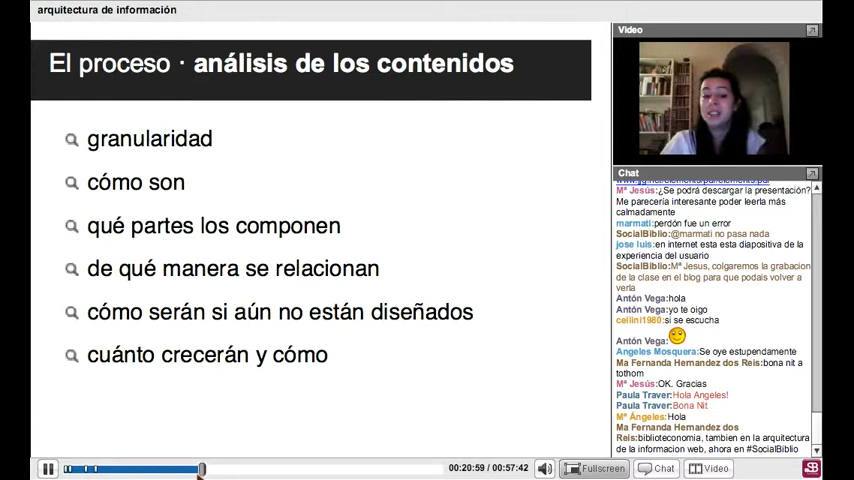 arquitectura de información
El proceso · análisis de los contenidos
granularidad
cómo son
qué partes los componen
de qué manera se relacionan
cómo serán si aún no están diseñados
cuánto crecerán y cómo
Video
Chat
Mª Jesús:¿Se podrá descargar la presentación?
Me parecería interesante poder leerla más
calmadamente
marmati:perdón fue un error
SocialBiblio:@marmati no pasa nada
jose luis:en internet esta esta diapositiva de la
experiencia del usuario
SocialBiblio:Mª Jesus, colgaremos la grabacion
de la clase en el blog para que podais volver a
verla
Antón Vega:hola
Antón Vega:yo te oigo
cellini1980:si se escucha
Antón Vega:
Angeles Mosquera:Se oye estupendamente
Ma Fernanda Hernandez dos Reis:bona nit a
tothom
Mª Jesús:OK. Gracias
Paula Traver:Hola Angeles!
Paula Traver:Bona Nit
Mª Ángeles:Hola
Ma Fernanda Hernandez dos
Reis:biblioteconomia, tambien en la arquitectura
de la informacion web, ahora en #SocialBiblio
00:20:59 / 00:57:42
Fullscreen
Chat
Video
SB